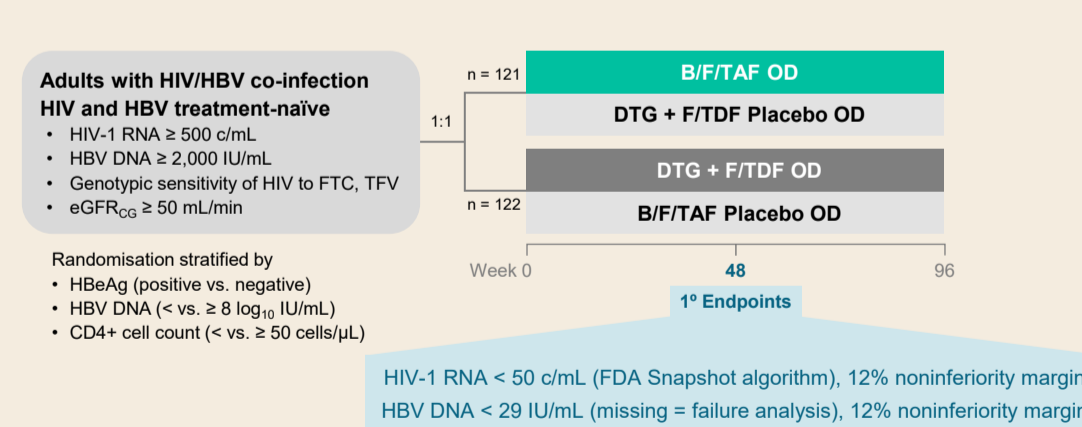 Adults with HIV/HBV co-infection
HIV and HBV treatment-naïve
• HIV-1 RNA ≥ 500 c/mL
• HBV DNA ≥ 2,000 IU/mL
• Genotypic sensitivity of HIV to FTC, TFV
• eGFRCG ≥ 50 mL/min
Randomisation stratified by
• HBeAg (positive vs. negative)
• HBV DNA (< vs. ≥ 8 log10 IU/mL)
• CD4+ cell count (< vs. ≥ 50 cells/µL)
1:1
n = 121
B/F/TAF OD
DTG + F/TDF Placebo OD
DTG + F/TDF OD
n = 122
B/F/TAF Placebo OD
Week 0
48
96
1º Endpoints
HIV-1 RNA < 50 c/mL (FDA Snapshot algorithm), 12% noninferiority margin
HBV DNA < 29 IU/mL (missing = failure analysis), 12% noninferiority margin